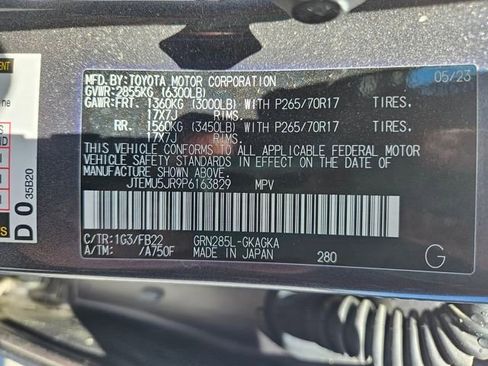 MFD.BY:TOYOTA MOTOR CORPORATION 05/23
GVWR:2855KG (6300LB)
GAWR:FRT. 1360KG (3000LB) WITH P265/70R17 TIRES,
17X7J RIMS,
RR. 1560KG (3450LB) WITH P265/70R17 TIRES,
17X7J RIMS.
THIS VEHICLE CONFORMS TO ALL APPLICABLE FEDERAL MOTOR
VEHICLE SAFETY STANDARDS IN EFFECT ON THE DATE OF
MANUFACTURE SHOWN ABOVE.
JTEMU5JR9P6163829 MPV
C/TR:1G3/FB22 GRN285L-GKAGKA
A/TM: /A750F MADE IN JAPAN 280 G
D 0 35B20